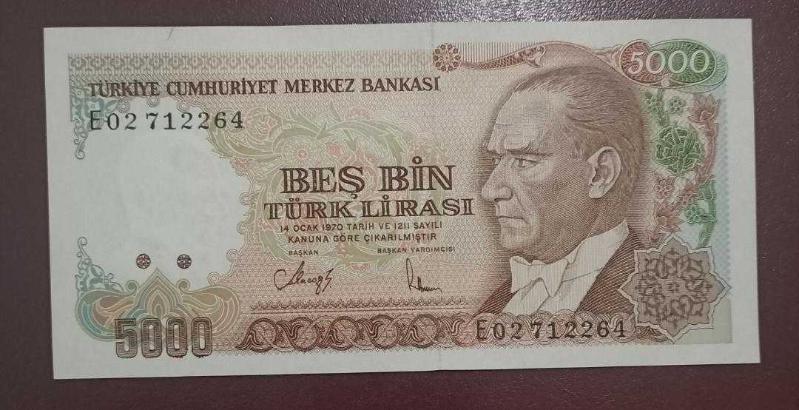 5000
TÜRKİYE CUMHURİYET MERKEZ BANKASI
E02 712264
BEŞ BİN
TÜRK LİRASI
14 OCAK 1970 TARİH VE 1211 SAYILI
KANUNA GÖRE ÇIKARILMIŞTIR
BAŞKAN BAŞKAN YARDIMCISI
5000
E02 712264